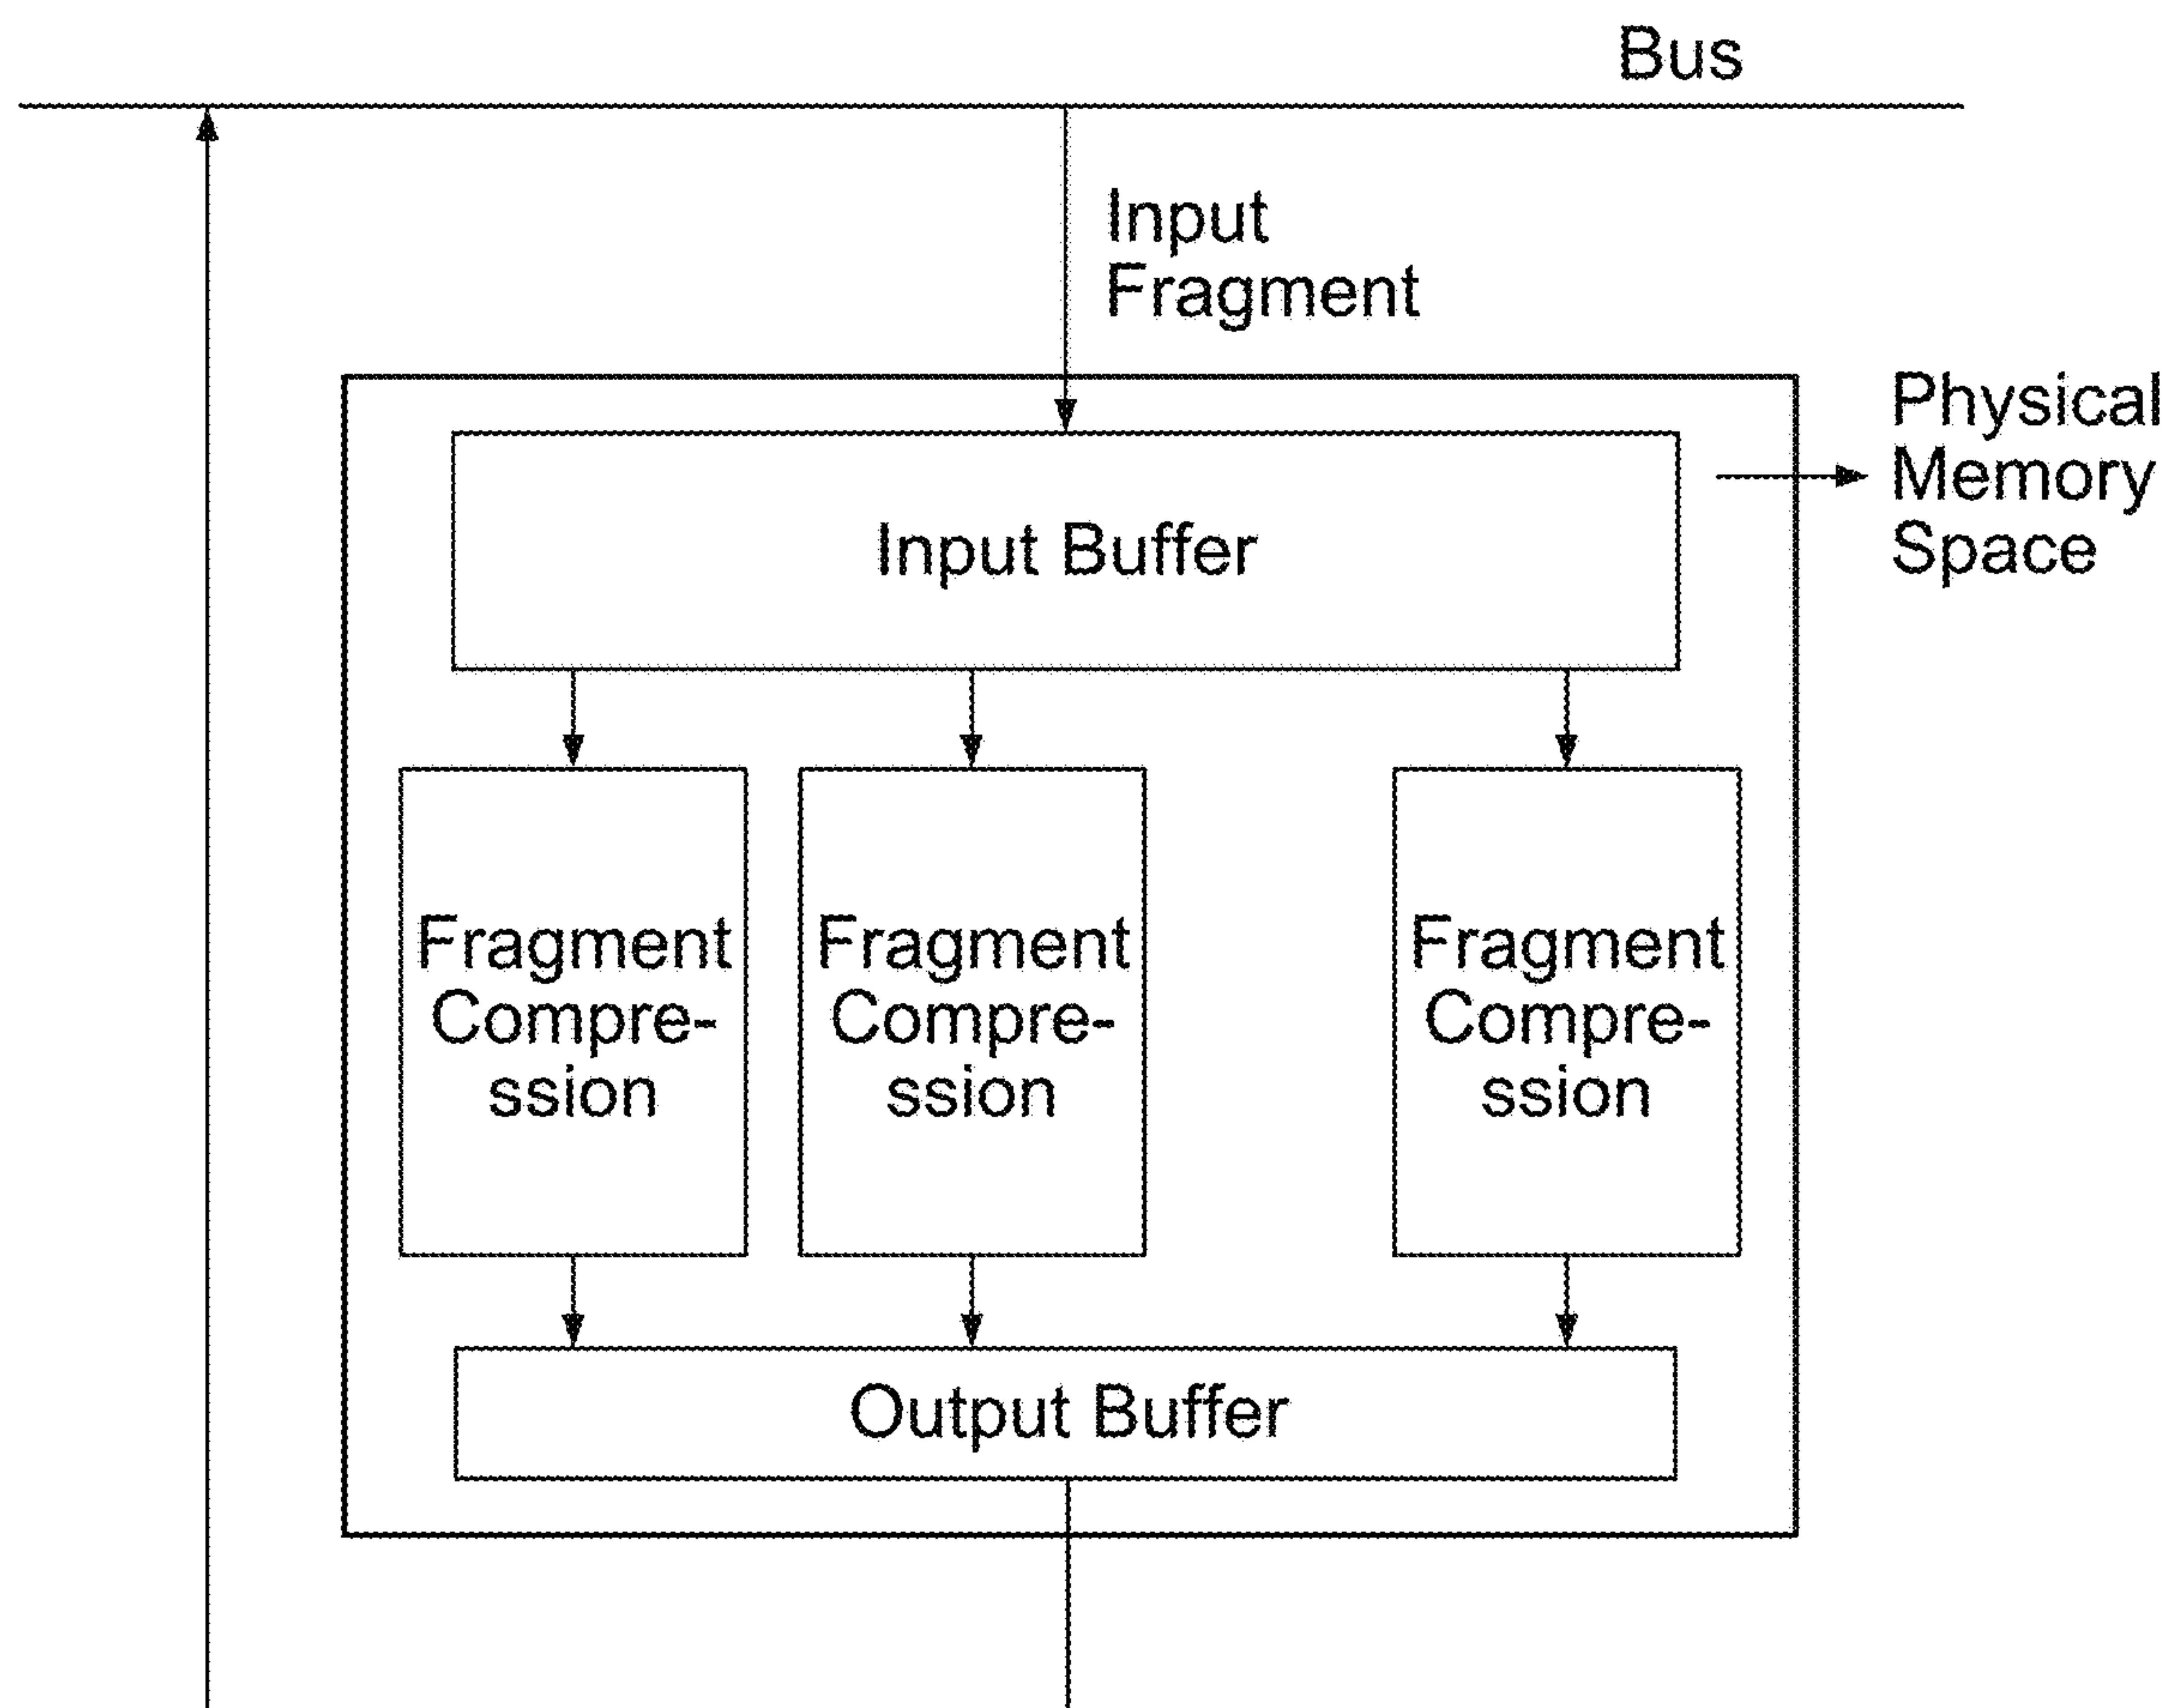 Bus
Input
Fragment
Physical
Memory
Space
Input Buffer
Fragment
Compre-
ssion
Fragment
Compre-
ssion
Fragment
Compre-
ssion
Output Buffer